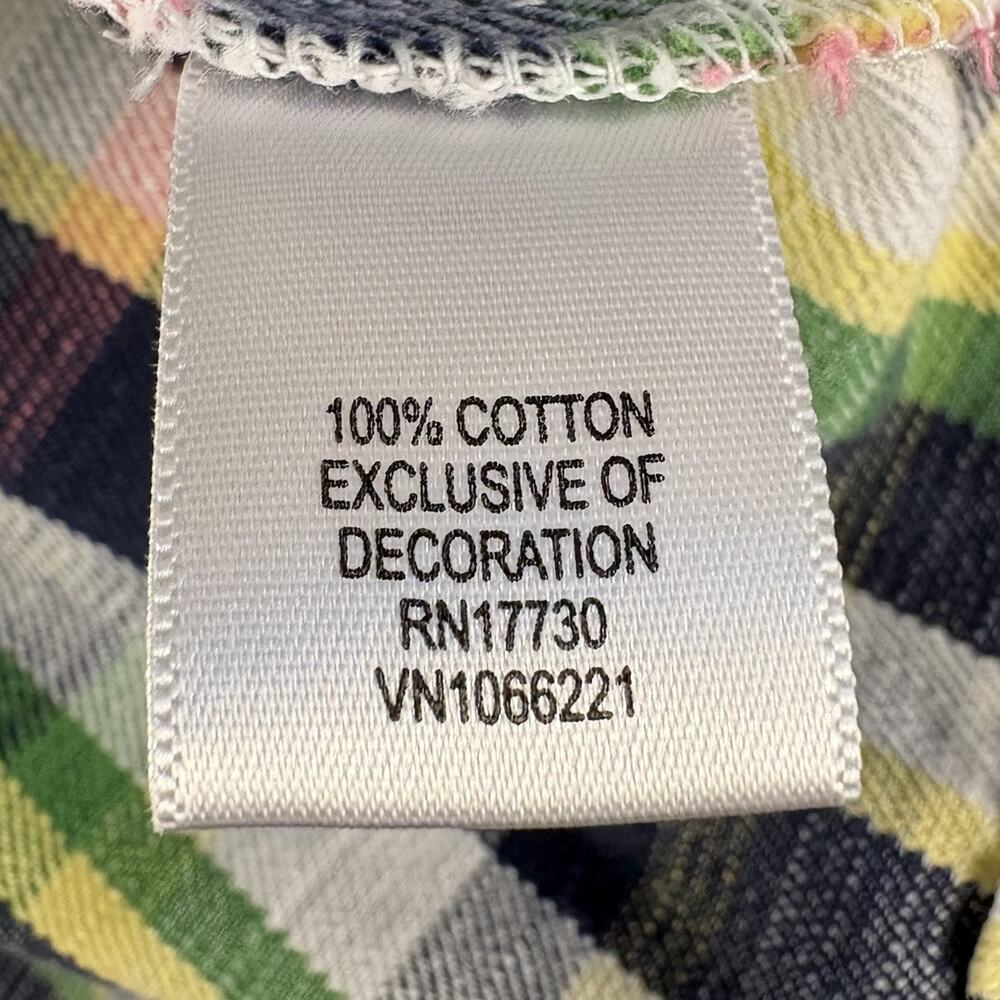 100% COTTON
EXCLUSIVE OF
DECORATION
RN17730
VN1066221